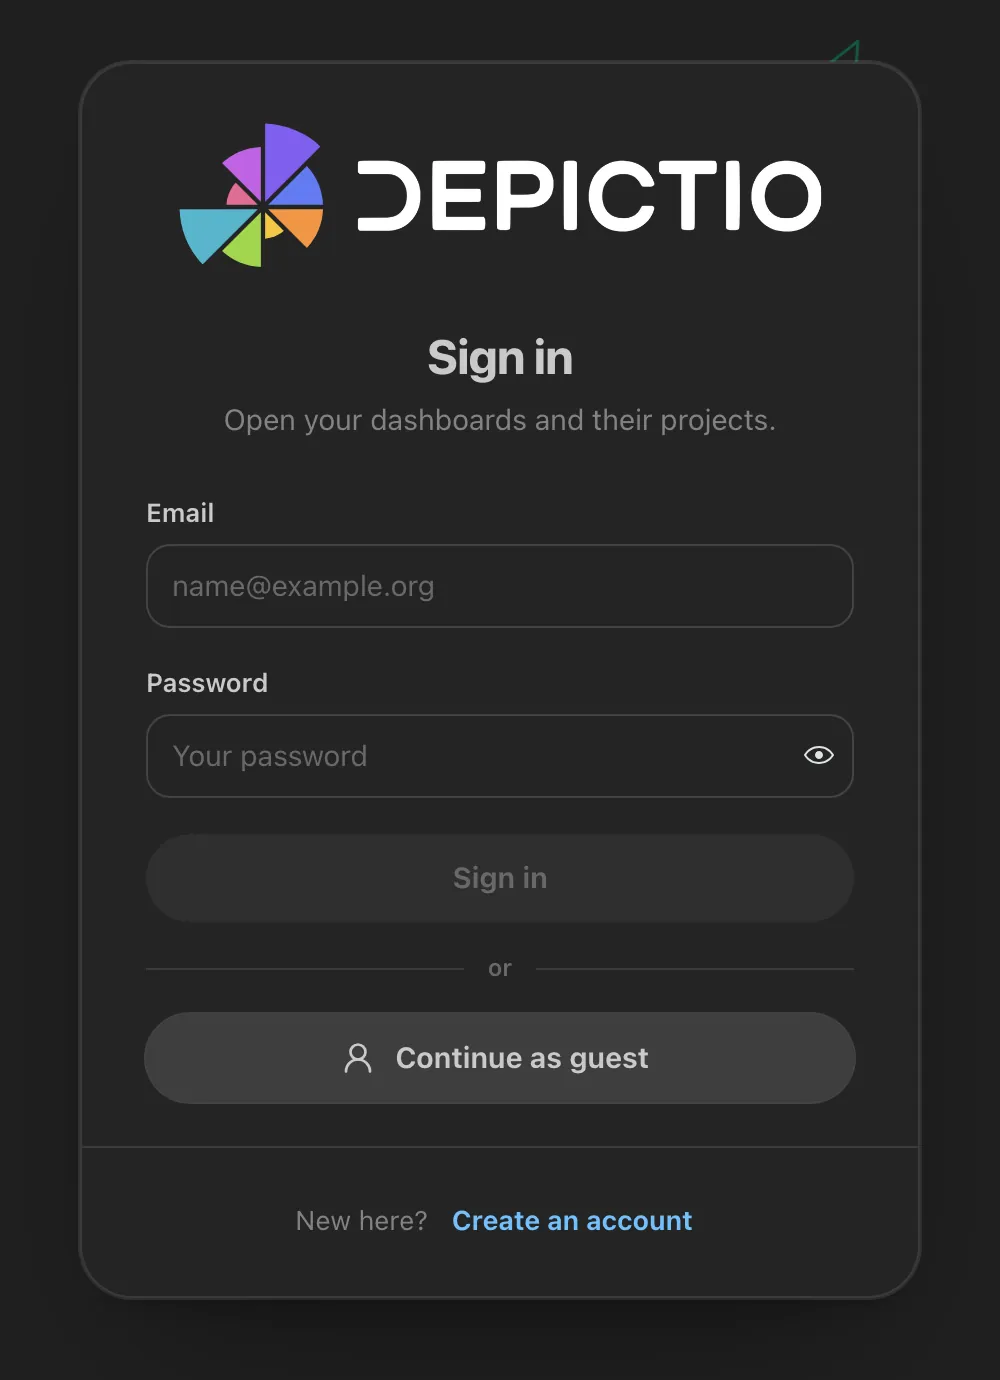 DEPICTIO
Sign in
Open your dashboards and their projects.
Email
name@example.org
Password
Your password
Sign in
or
Continue as guest
New here? Create an account